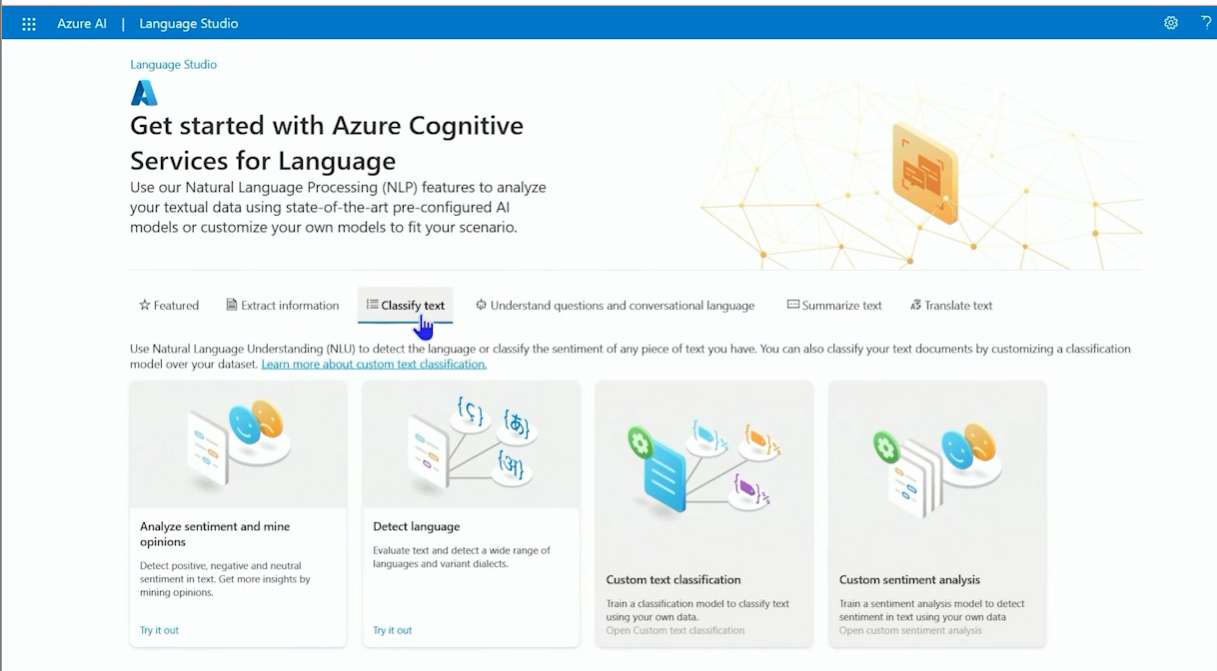 Azure AI | Language Studio ?
Language Studio
Get started with Azure Cognitive
Services for Language
Use our Natural Language Processing (NLP) features to analyze
your textual data using state-of-the-art pre-configured AI
models or customize your own models to fit your scenario.
Featured Extract information Classify text Understand questions and conversational language Summarize text Translate text
Use Natural Language Understanding (NLU) to detect the language or classify the sentiment of any piece of text you have. You can also classify your text documents by customizing a classification
model over your dataset. Learn more about custom text classification.
{ç}
{あ}
{अ}
Analyze sentiment and mine
opinions
Detect positive, negative and neutral
sentiment in text. Get more insights by
mining opinions.
Try it out
Detect language
Evaluate text and detect a wide range of
languages and variant dialects.
Try it out
Custom text classification
Train a classification model to classify text
using your own data.
Open Custom text classification
Custom sentiment analysis
Train a sentiment analysis model to detect
sentiment in text using your own data
Open custom sentiment analysis